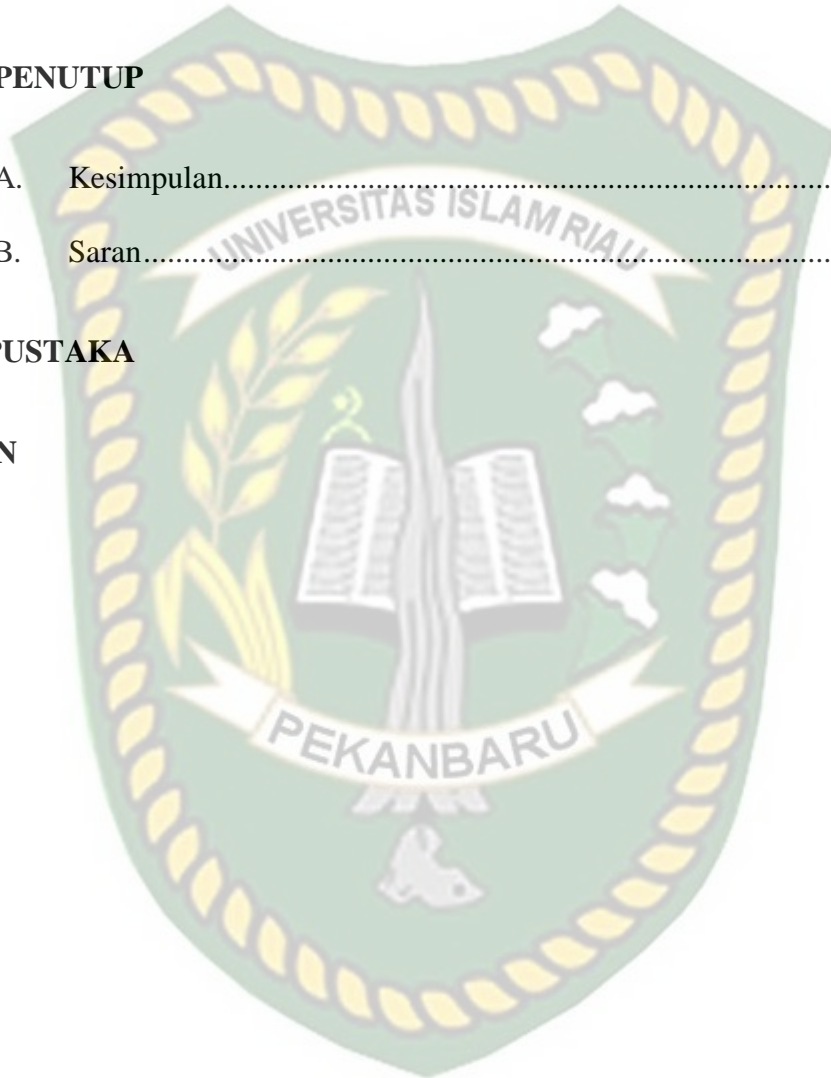 PENUTUP
A. Kesimpulan........................................................................
UNIVERSITAS ISLAM RIAU
B. Saran..................................................................................
PUSTAKA
N
PEKANBARU